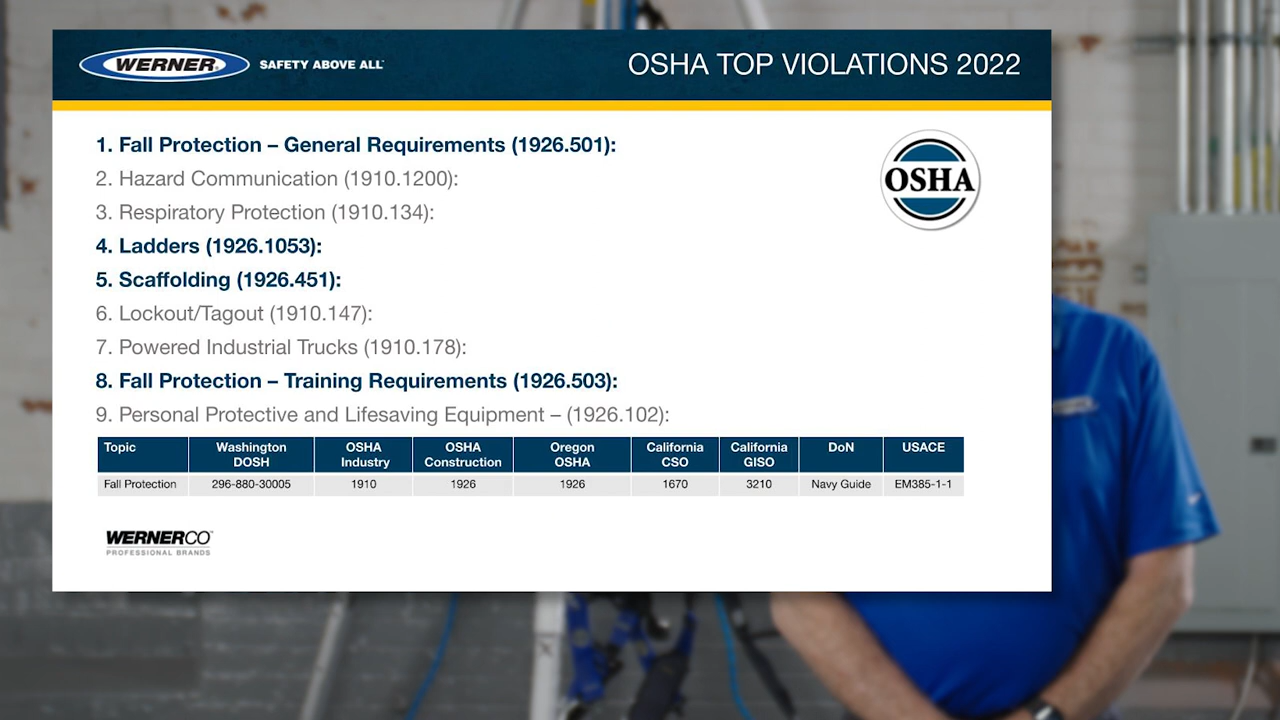 WERNER SAFETY ABOVE ALL
OSHA TOP VIOLATIONS 2022
1. Fall Protection – General Requirements (1926.501):
2. Hazard Communication (1910.1200):
3. Respiratory Protection (1910.134):
4. Ladders (1926.1053):
5. Scaffolding (1926.451):
6. Lockout/Tagout (1910.147):
7. Powered Industrial Trucks (1910.178):
8. Fall Protection – Training Requirements (1926.503):
9. Personal Protective and Lifesaving Equipment – (1926.102):
OSHA
Topic Washington DOSH OSHA Industry OSHA Construction Oregon OSHA California CSO California GISO DoN USACE
Fall Protection 296-880-30005 1910 1926 1926 1670 3210 Navy Guide EM385-1-1
WERNERCO™
PROFESSIONAL BRANDS